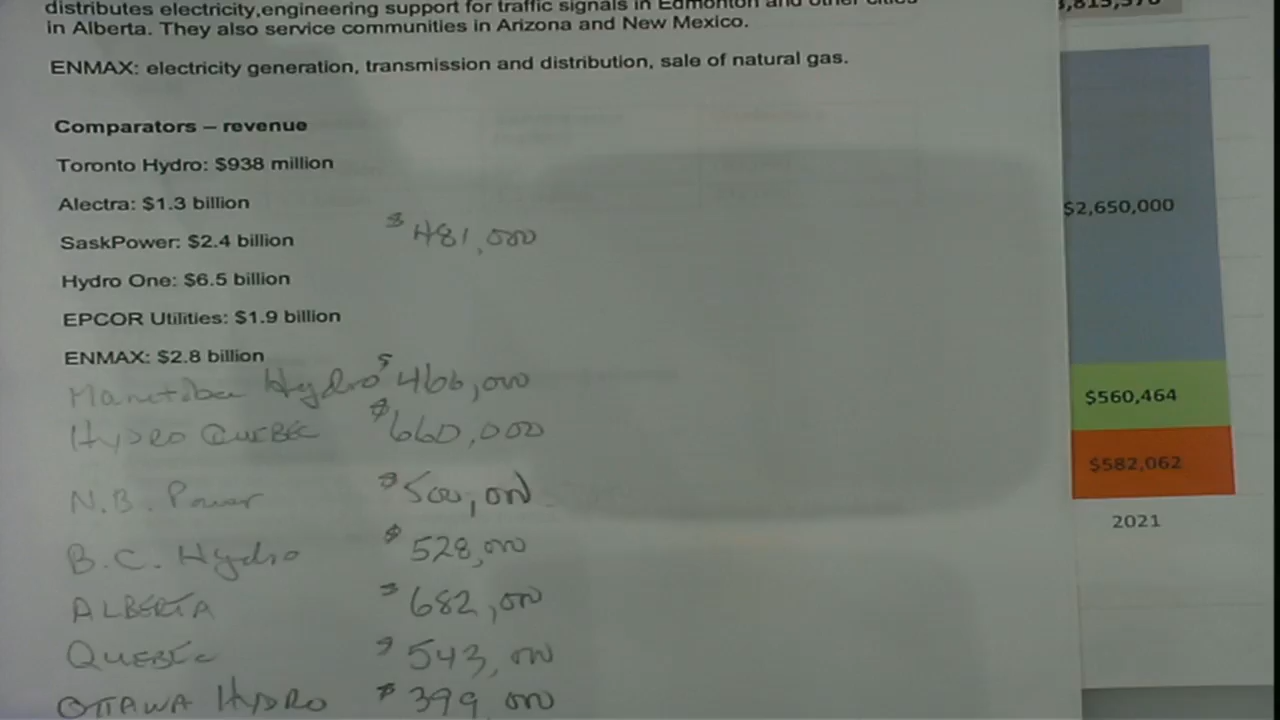 distributes electricity,engineering support for traffic signals in Edmonton and other cities
in Alberta. They also service communities in Arizona and New Mexico.
ENMAX: electricity generation, transmission and distribution, sale of natural gas.
Comparators – revenue
Toronto Hydro: $938 million
Alectra: $1.3 billion
SaskPower: $2.4 billion $481,000
Hydro One: $6.5 billion
EPCOR Utilities: $1.9 billion
ENMAX: $2.8 billion
Manitoba Hydro $466,000
HYDRO QUEBEC $660,000
N.B. Power $500,000
B.C. Hydro $528,000
ALBERTA $682,000
QUEBEC $543,000
OTTAWA HYDRO $399,000
$2,650,000
$560,464
$582,062
2021